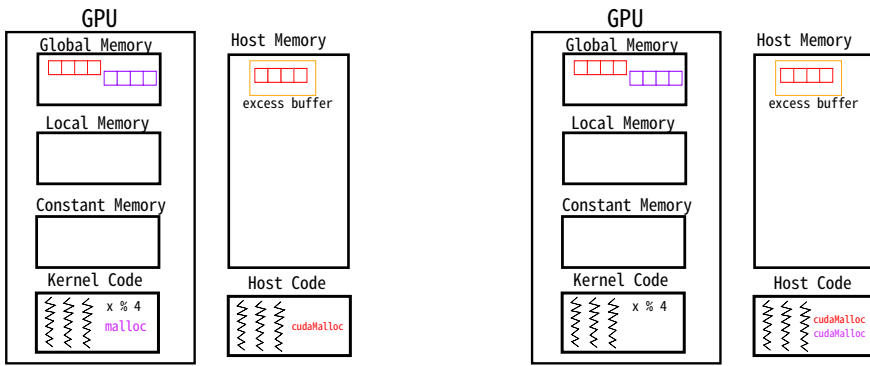 GPU
Global Memory
Local Memory
Constant Memory
Kernel Code
x % 4
malloc
Host Memory
excess buffer
Host Code
cudaMalloc
GPU
Global Memory
Local Memory
Constant Memory
Kernel Code
x % 4
Host Memory
excess buffer
Host Code
cudaMalloc
cudaMalloc